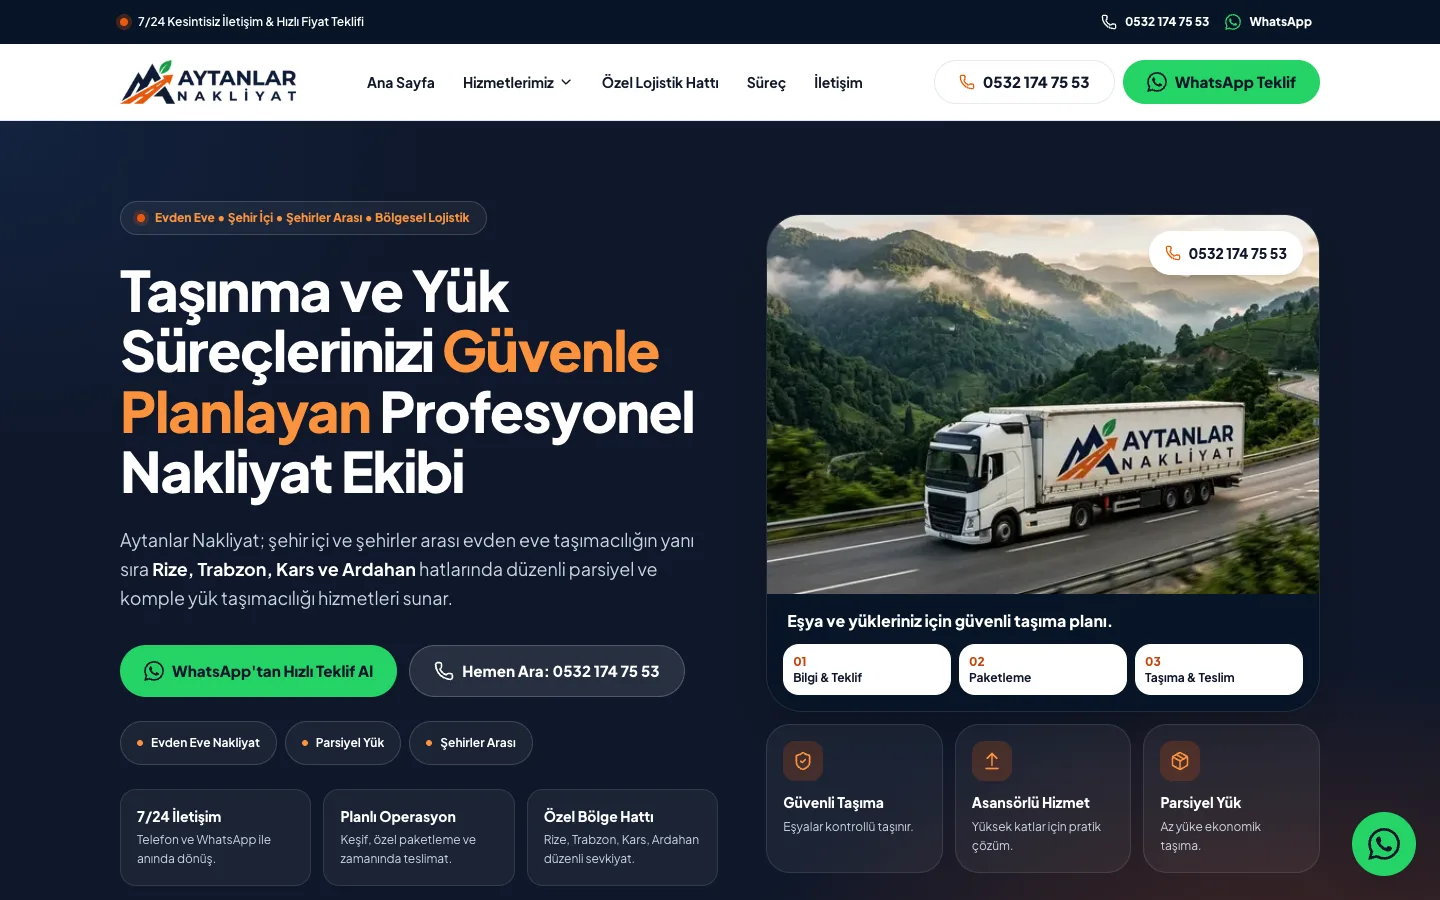 7/24 Kesintisiz İletişim & Hızlı Fiyat Teklifi
0532 174 75 53
WhatsApp
AYTANLAR
NAKLİYAT
Ana Sayfa
Hizmetlerimiz
Özel Lojistik Hattı
Süreç
İletişim
0532 174 75 53
WhatsApp Teklif
Evden Eve ● Şehir İçi ● Şehirler Arası ● Bölgesel Lojistik
Taşınma ve Yük
Süreçlerinizi Güvenle
Planlayan Profesyonel
Nakliyat Ekibi
Aytanlar Nakliyat; şehir içi ve şehirler arası evden eve taşımacılığın yanı
sıra Rize, Trabzon, Kars ve Ardahan hatlarında düzenli parsiyel ve
komple yük taşımacılığı hizmetleri sunar.
WhatsApp'tan Hızlı Teklif Al
Hemen Ara: 0532 174 75 53
Evden Eve Nakliyat
Parsiyel Yük
Şehirler Arası
7/24 İletişim
Telefon ve WhatsApp ile
anında dönüş.
Planlı Operasyon
Keşif, özel paketleme ve
zamanında teslimat.
Özel Bölge Hattı
Rize, Trabzon, Kars, Ardahan
düzenli sevkiyat.
0532 174 75 53
AYTANLAR
NAKLİYAT
Eşya ve yükleriniz için güvenli taşıma planı.
01
Bilgi & Teklif
02
Paketleme
03
Taşıma & Teslim
Güvenli Taşıma
Eşyalar kontrollü taşınır.
Asansörlü Hizmet
Yüksek katlar için pratik
çözüm.
Parsiyel Yük
Az yüke ekonomik
taşıma.